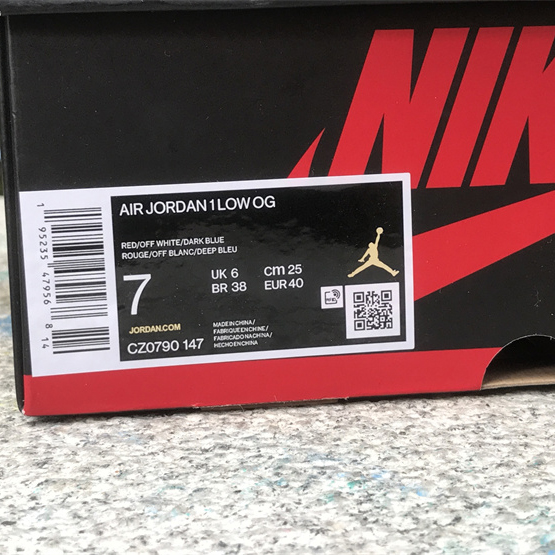 NIK
AIR JORDAN 1 LOW OG
RED/OFF WHITE/DARK BLUE
ROUGE/OFF BLANC/DEEP BLEU
7
UK 6
cm 25
BR 38
EUR 40
JORDAN.COM
CZ0790 147
MADE IN CHINA/
FABRIQUE EN CHINE/
FABRICADO NA CHINA/
HECHO EN CHINA
1 95235 47956 8 14